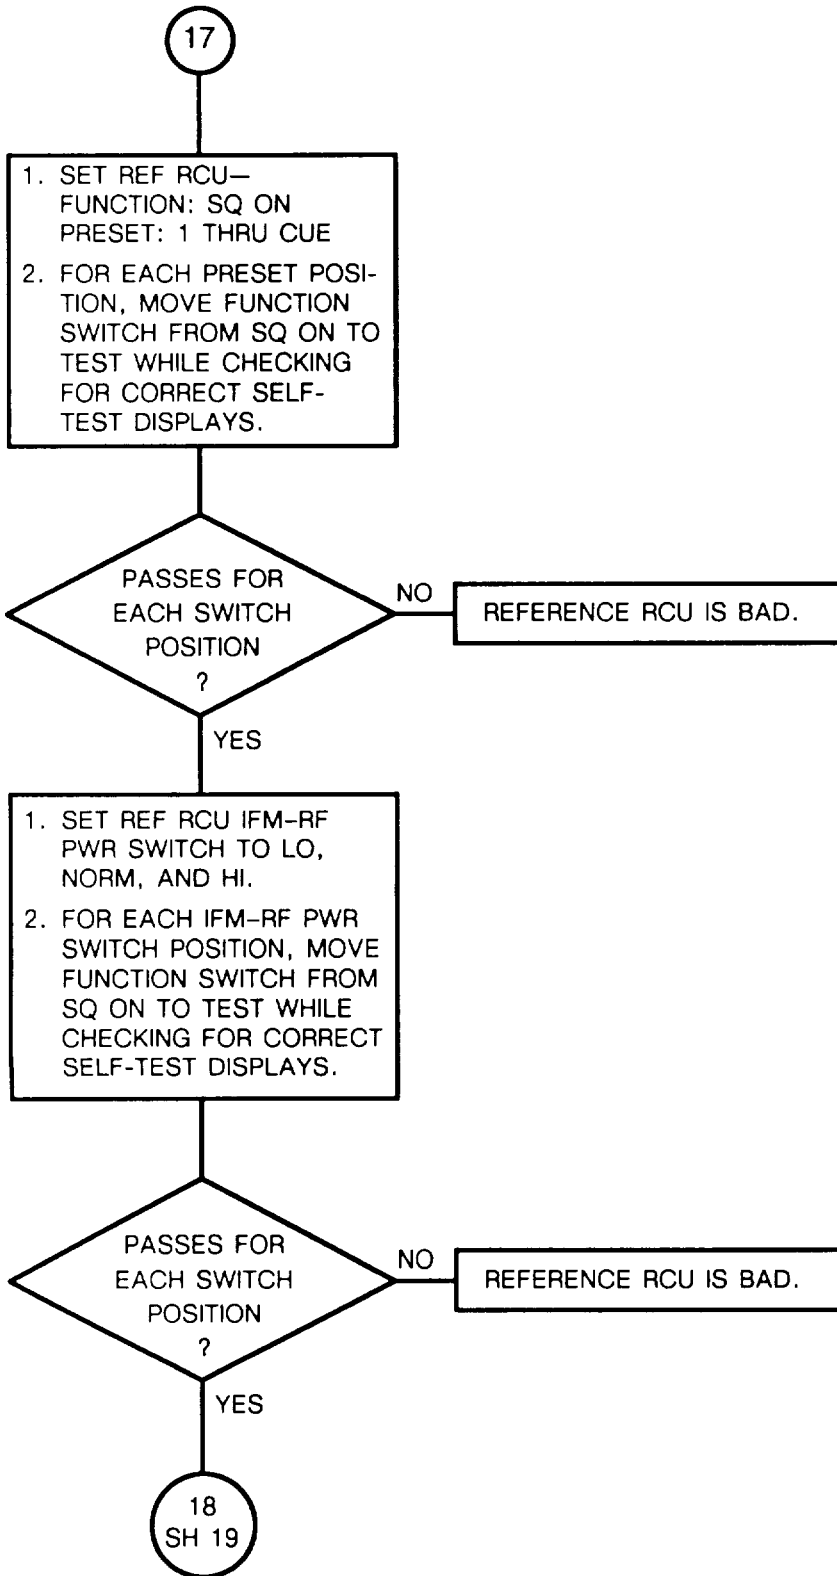 17
1. SET REF RCU—
FUNCTION: SQ ON
PRESET: 1 THRU CUE
2. FOR EACH PRESET POSI-
TION, MOVE FUNCTION
SWITCH FROM SQ ON TO
TEST WHILE CHECKING
FOR CORRECT SELF-
TEST DISPLAYS.
PASSES FOR
EACH SWITCH
POSITION
?
NO
REFERENCE RCU IS BAD.
YES
1. SET REF RCU IFM-RF
PWR SWITCH TO LO,
NORM, AND HI.
2. FOR EACH IFM-RF PWR
SWITCH POSITION, MOVE
FUNCTION SWITCH FROM
SQ ON TO TEST WHILE
CHECKING FOR CORRECT
SELF-TEST DISPLAYS.
PASSES FOR
EACH SWITCH
POSITION
?
NO
REFERENCE RCU IS BAD.
YES
18
SH 19